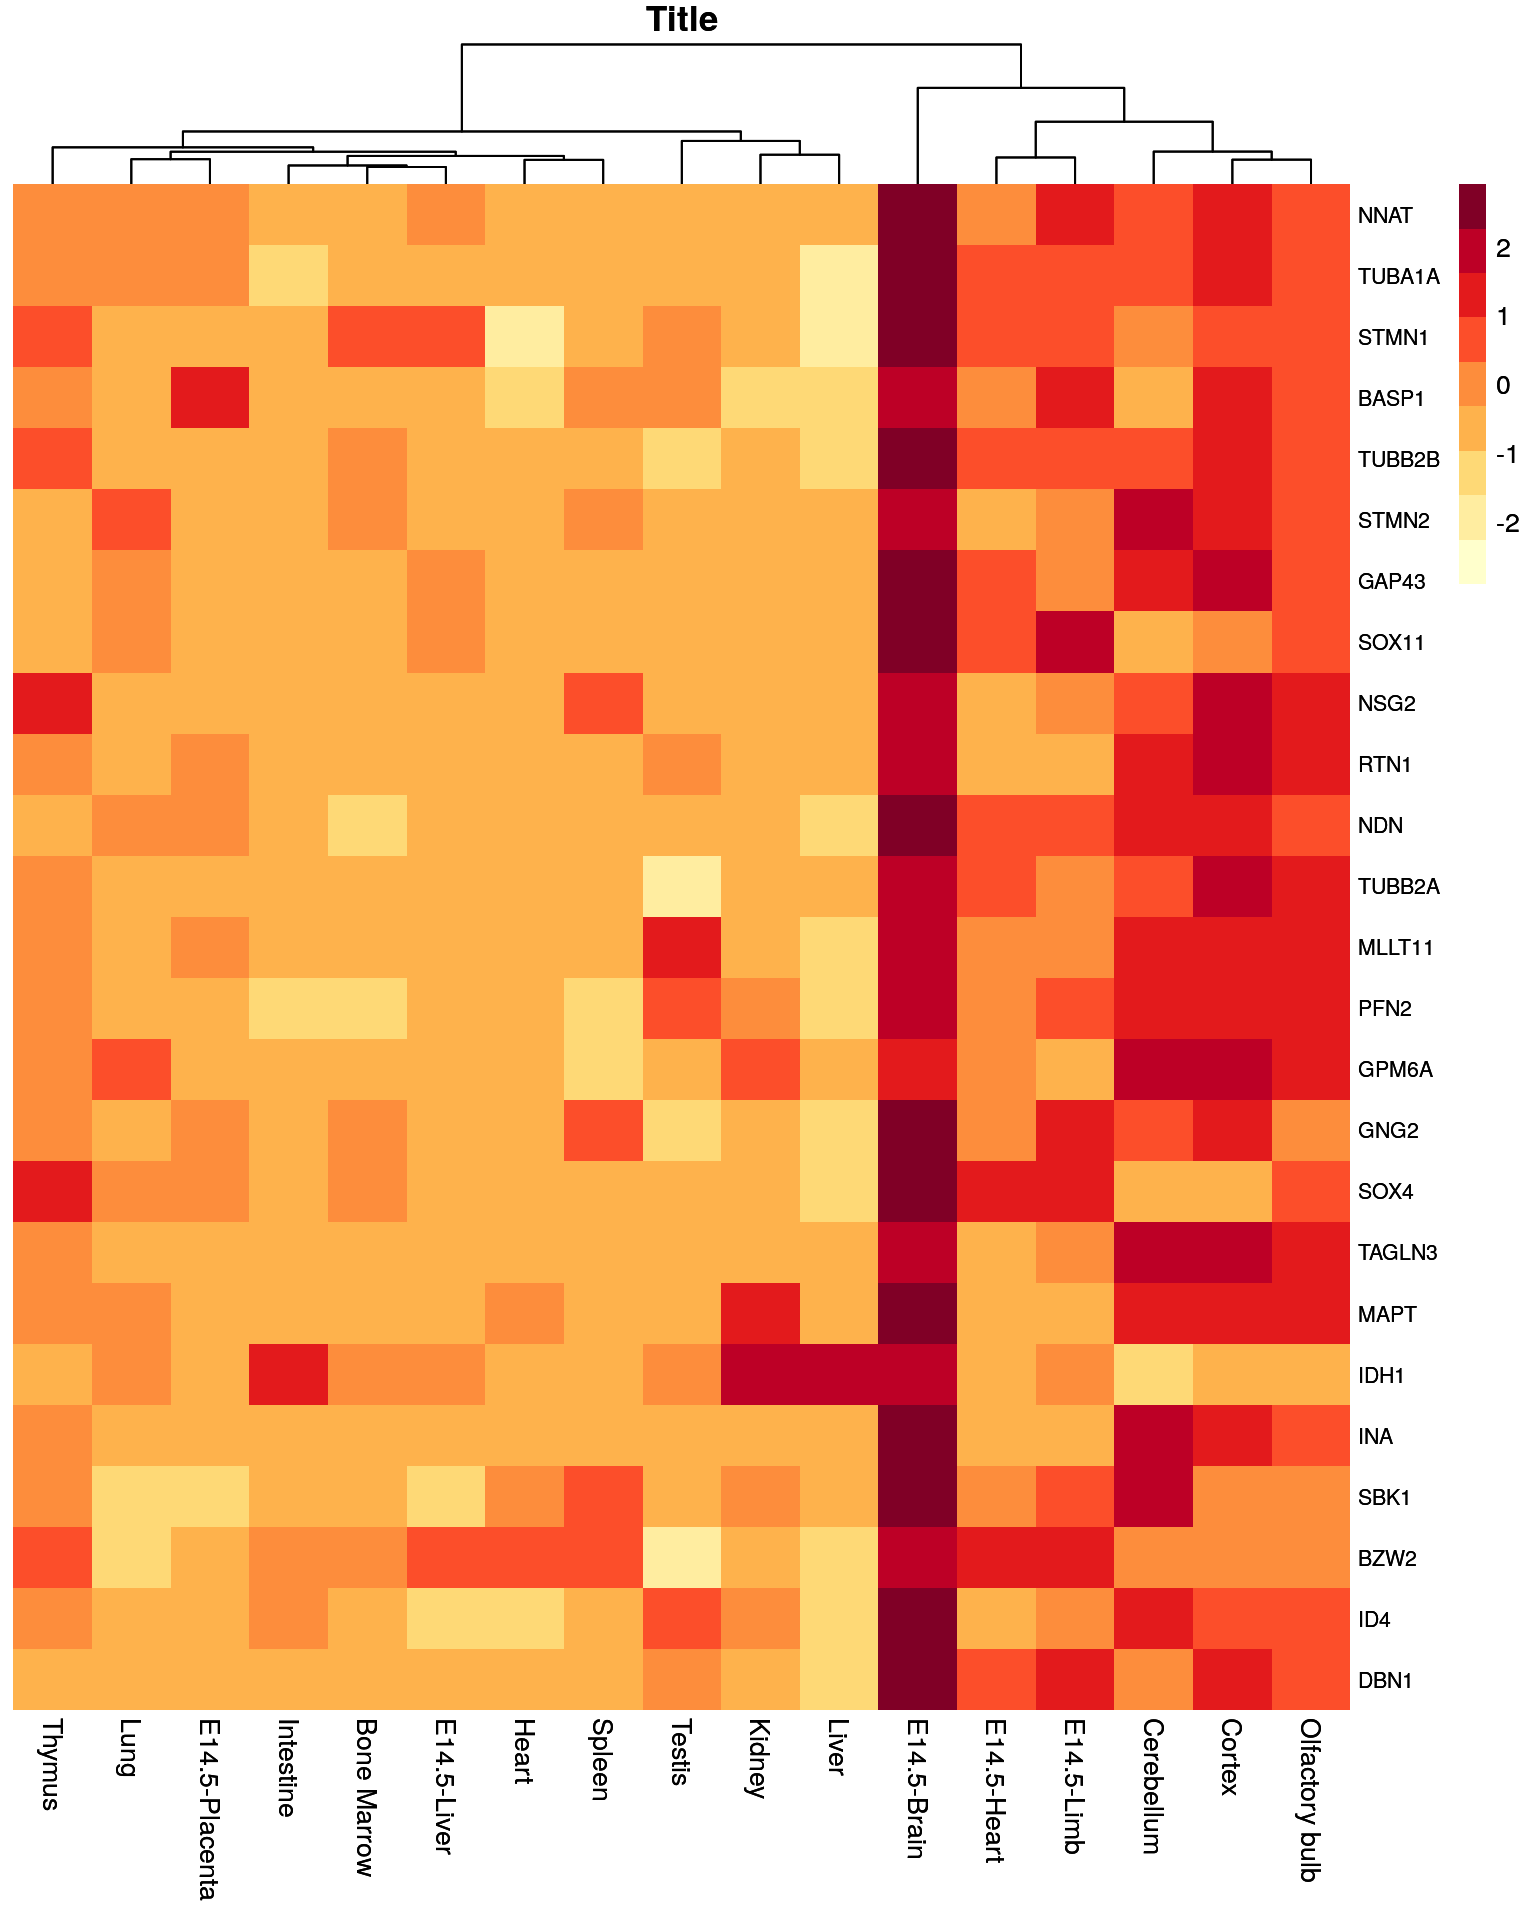 Title
NNAT
TUBA1A
STMN1
BASP1
TUBB2B
STMN2
GAP43
SOX11
NSG2
RTN1
NDN
TUBB2A
MLLT11
PFN2
GPM6A
GNG2
SOX4
TAGLN3
MAPT
IDH1
INA
SBK1
BZW2
ID4
DBN1
2
1
0
-1
-2
Thymus
Lung
E14.5-Placenta
Intestine
Bone Marrow
E14.5-Liver
Heart
Spleen
Testis
Kidney
Liver
E14.5-Brain
E14.5-Heart
E14.5-Limb
Cerebellum
Cortex
Olfactory bulb